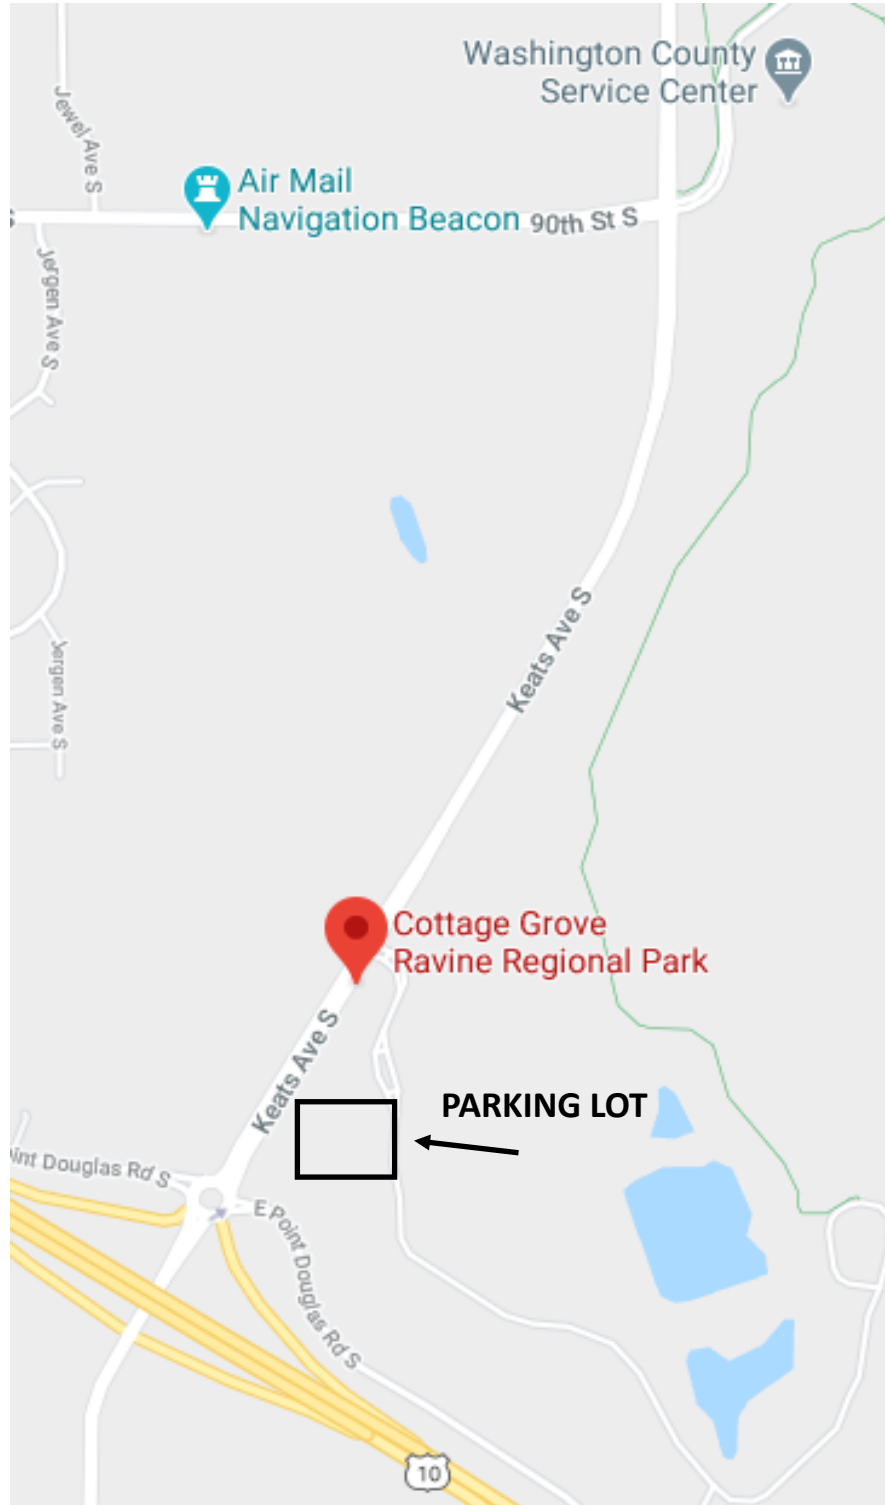 Washington County
Service Center
Jewel Ave S
Air Mail
Navigation Beacon
90th St S
Jergen Ave S
Keats Ave S
Jergen Ave S
Cottage Grove
Ravine Regional Park
Keats Ave S
PARKING LOT
int Douglas Rd S
E Point Douglas Rd S
10